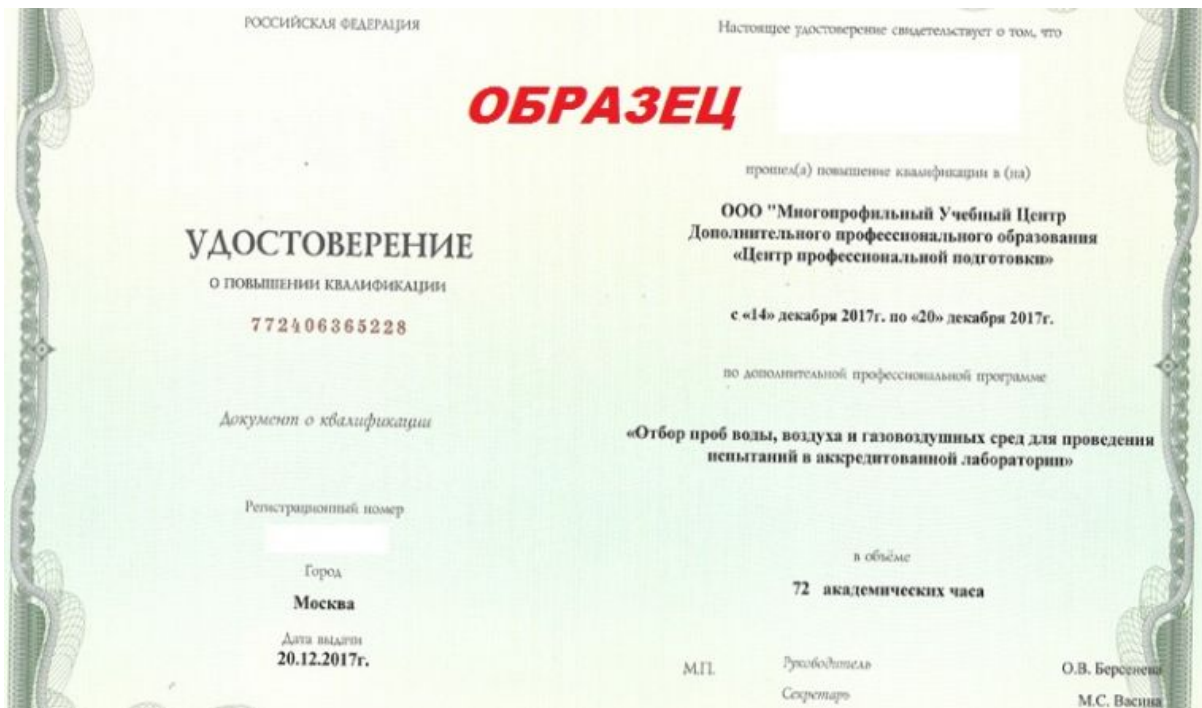 РОССИЙСКАЯ ФЕДЕРАЦИЯ
ОБРАЗЕЦ
УДОСТОВЕРЕНИЕ
О ПОВЫШЕНИИ КВАЛИФИКАЦИИ
772406365228
Документ о квалификации
Регистрационный номер
Город
Москва
Дата выдачи
20.12.2017г.
Настоящее удостоверение свидетельствует о том, что
прошел(а) повышение квалификации в (на)
ООО "Многопрофильный Учебный Центр
Дополнительного профессионального образования
«Центр профессиональной подготовки»
с «14» декабря 2017г. по «20» декабря 2017г.
по дополнительной профессиональной программе
«Отбор проб воды, воздуха и газовоздушных сред для проведения
испытаний в аккредитованной лаборатории»
в объёме
72 академических часа
М.П.
Руководитель
О.В. Берсенева
Секретарь
М.С. Васина